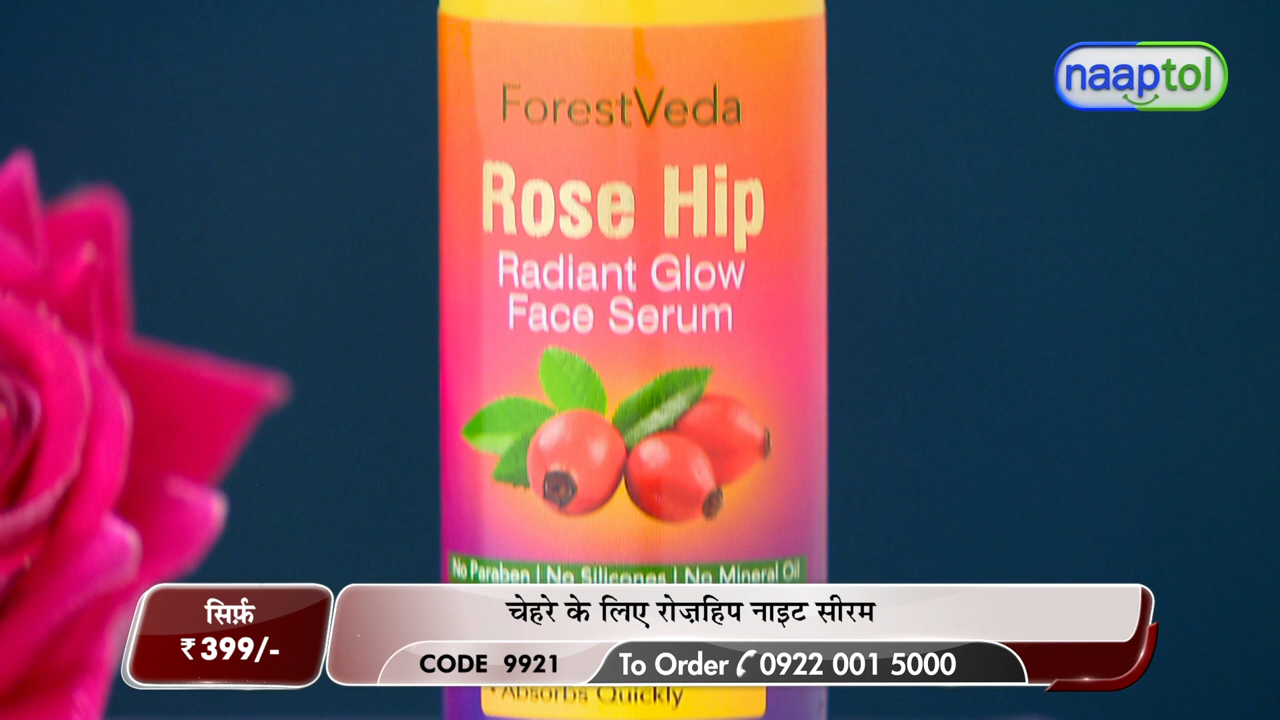 naaptol
ForestVeda
Rose Hip
Radiant Glow
Face Serum
No Paraben | No Silicones | No Mineral Oil
सिर्फ़
₹399/-
चेहरे के लिए रोज़हिप नाइट सीरम
CODE 9921
To Order 0922 001 5000
• Absorbs Quickly